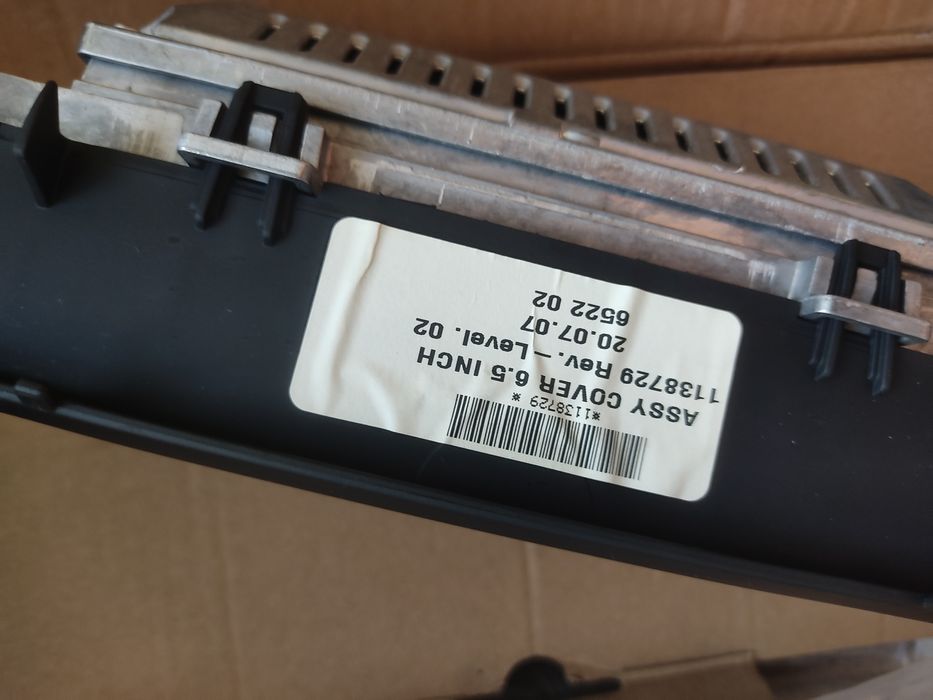 *1138729 *
ASSY COVER 6.5 INCH
1138729 Rev.-Level. 02
20.07.07
6522 02